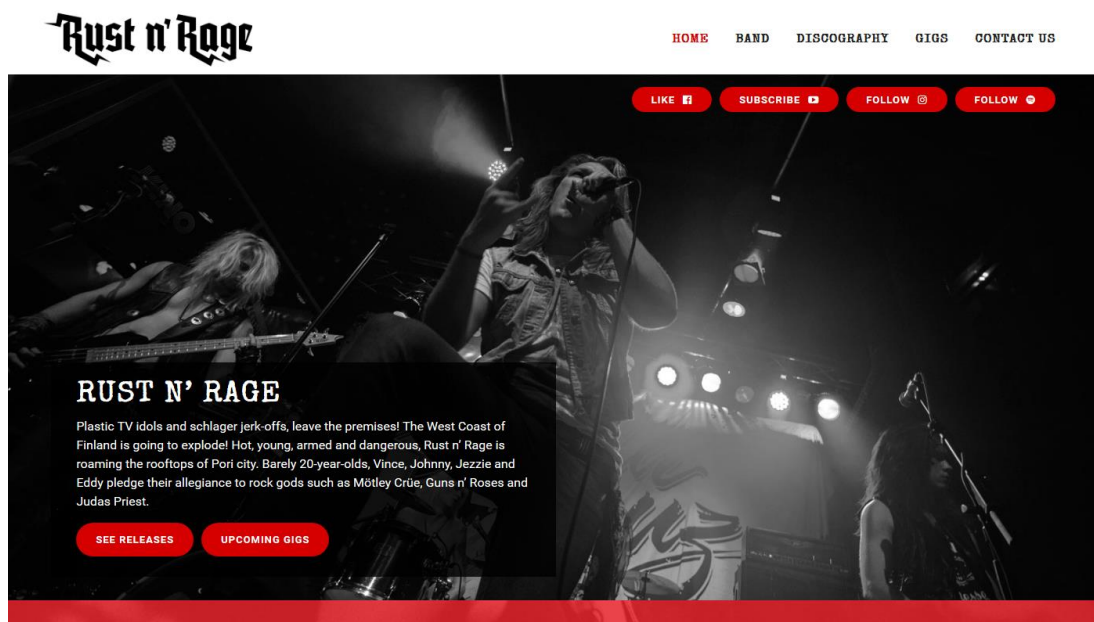 Rust n' Rage
HOME BAND DISCOGRAPHY GIGS CONTACT US
LIKE SUBSCRIBE FOLLOW FOLLOW
RUST N’ RAGE
Plastic TV idols and schlager jerk-offs, leave the premises! The West Coast of
Finland is going to explode! Hot, young, armed and dangerous, Rust n’ Rage is
roaming the rooftops of Pori city. Barely 20-year-olds, Vince, Johnny, Jezzie and
Eddy pledge their allegiance to rock gods such as Mötley Crüe, Guns n’ Roses and
Judas Priest.
SEE RELEASES UPCOMING GIGS